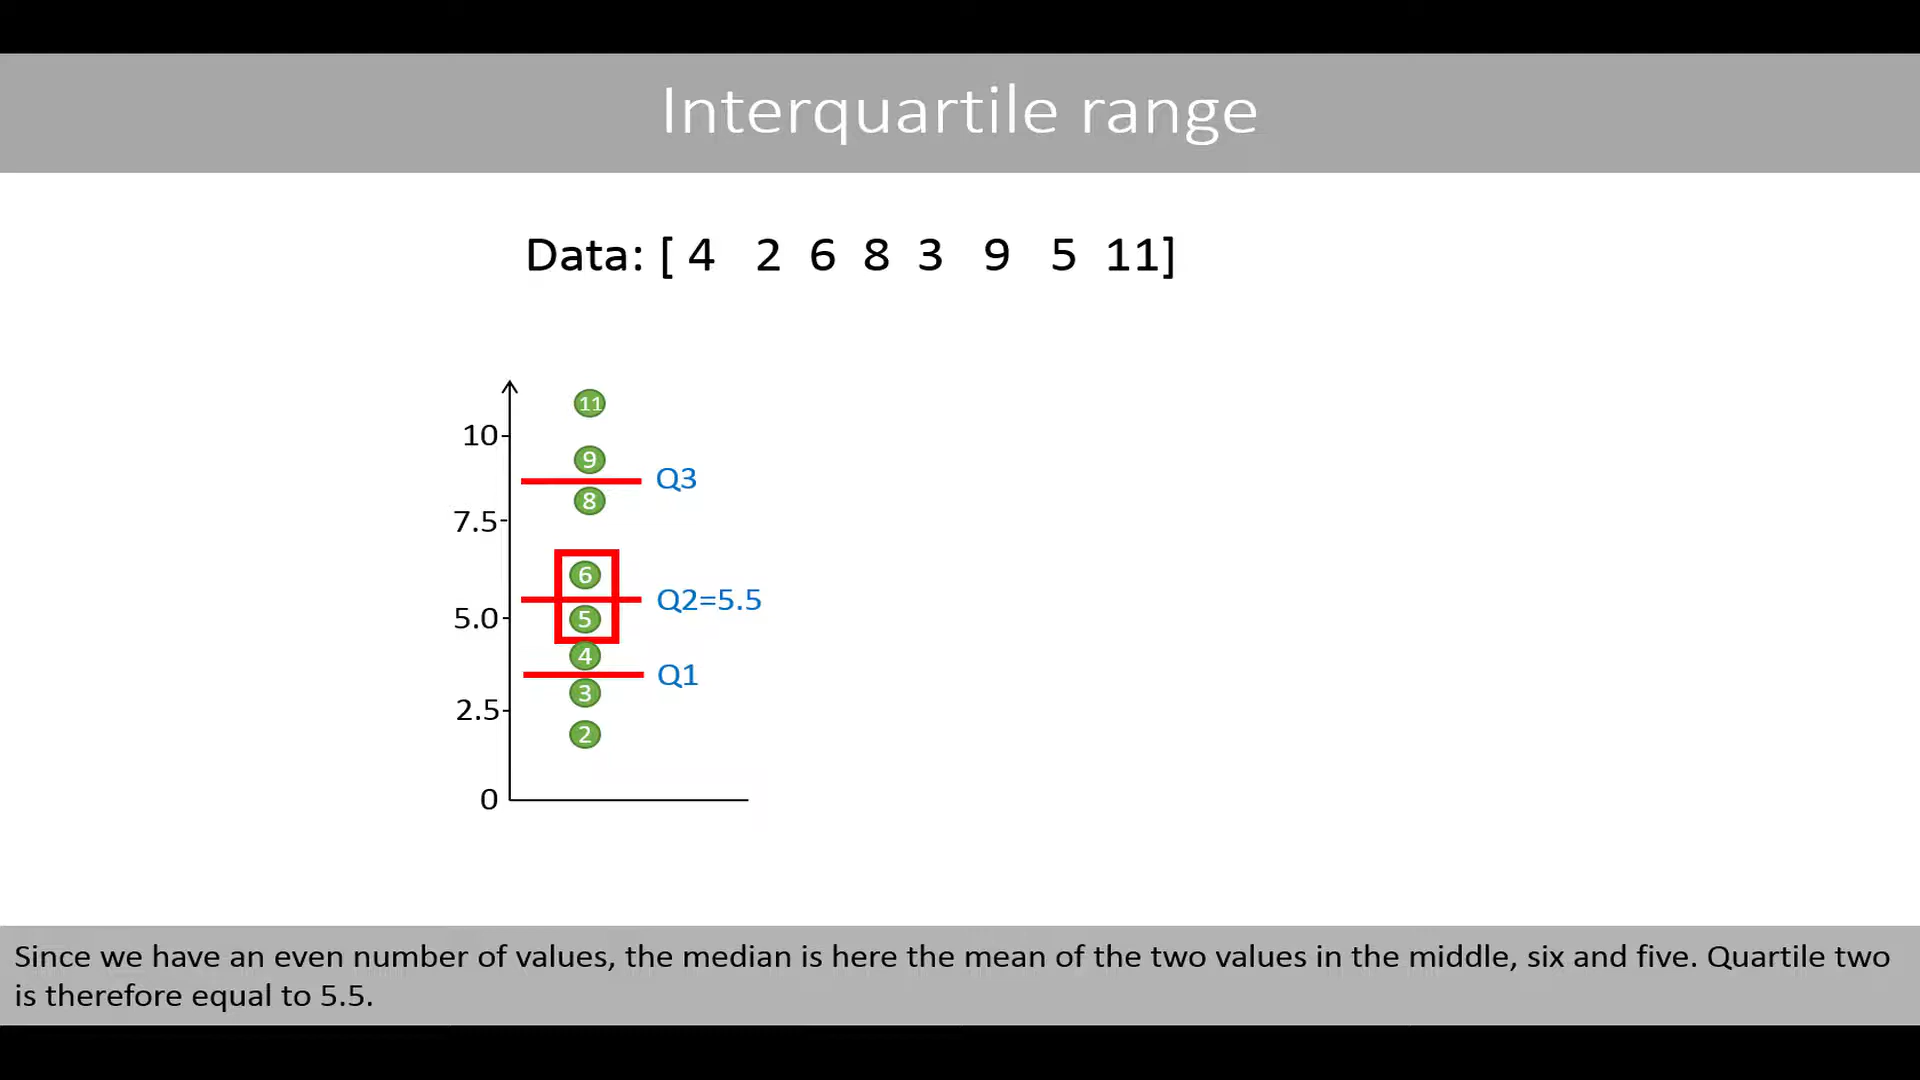 Interquartile range
Data: [ 4 2 6 8 3 9 5 11]
11
10
9
Q3
8
7.5
6
Q2=5.5
5.0
5
4
Q1
3
2.5
2
0
Since we have an even number of values, the median is here the mean of the two values in the middle, six and five. Quartile two
is therefore equal to 5.5.